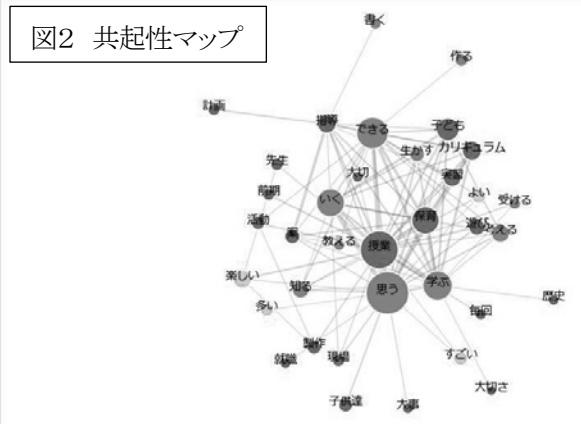 図2 共起性マップ
書く
作る
計画
指導
できる
子ども
生かす
カリキュラム
先生
大切
実習
前期
いく
よい
受ける
活動
保育
遊び
考える
教える
授業
楽しい
知る
思う
学ぶ
多い
毎回
歴史
製作
就職
現場
すごい
大切さ
子供達
大事